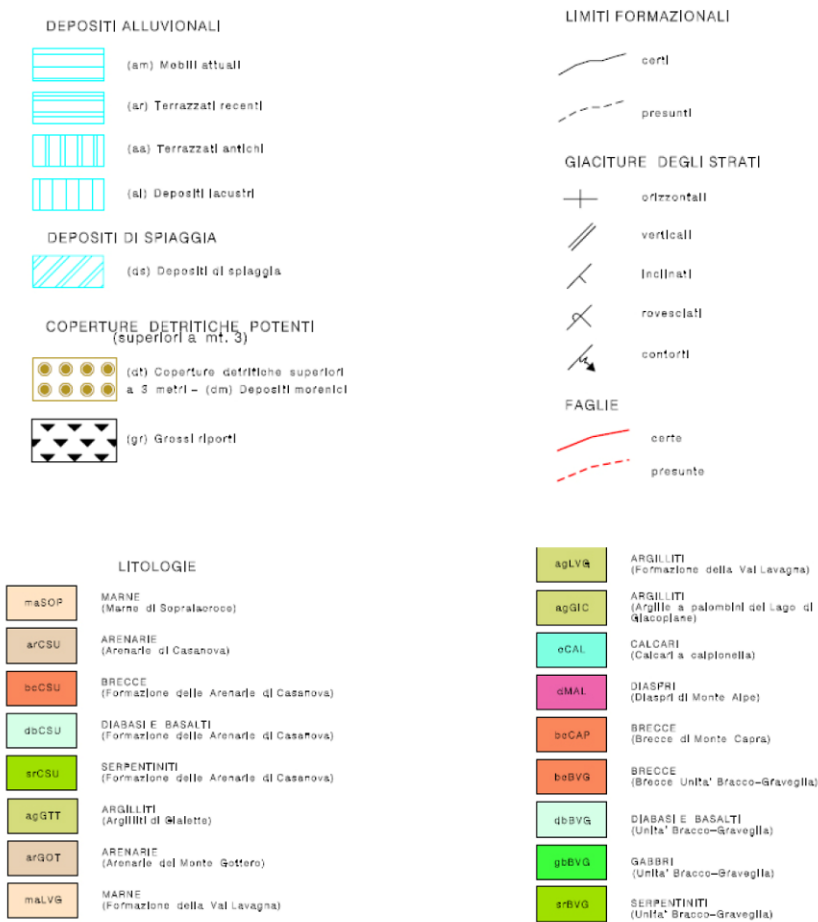 DEPOSITI ALLUVIONALI
(am) Mobili attuali
(ar) Terrazzati recenti
(aa) Terrazzati antichi
(al) Depositi lacustri
DEPOSITI DI SPIAGGIA
(ds) Depositi di spiaggia
COPERTURE DETRITICHE POTENTI
(superiori a mt. 3)
(dt) Coperture detritiche superiori
a 3 metri – (dm) Depositi morenici
(gr) Grossi riporti
LIMITI FORMAZIONALI
certi
presunti
GIACITURE DEGLI STRATI
orizzontali
verticali
inclinati
rovesciati
contorti
FAGLIE
certe
presunte
LITOLOGIE
maSOP
MARNE
(Marne di Sopralacroce)
arCSU
ARENARIE
(Arenarie di Casanova)
bcCSU
BRECCE
(Formazione delle Arenarie di Casanova)
dbCSU
DIABASI E BASALTI
(Formazione delle Arenarie di Casanova)
srCSU
SERPENTINITI
(Formazione delle Arenarie di Casanova)
agGTT
ARGILLITI
(Argilliti di Giaiette)
arGOT
ARENARIE
(Arenarie del Monte Gottero)
maLVG
MARNE
(Formazione della Val Lavagna)
agLVG
ARGILLITI
(Formazione della Val Lavagna)
agGIC
ARGILLITI
(Argille a palombini del Lago di
Giacopiane)
cCAL
CALCARI
(Calcari a calpionella)
dMAL
DIASPRI
(Diaspri di Monte Alpe)
bcCAP
BRECCE
(Brecce di Monte Capra)
bcBVG
BRECCE
(Brecce Unita' Bracco–Graveglia)
dbBVG
DIABASI E BASALTI
(Unita' Bracco–Graveglia)
gbBVG
GABBRI
(Unita' Bracco–Graveglia)
srBVG
SERPENTINITI
(Unita' Bracco–Graveglia)